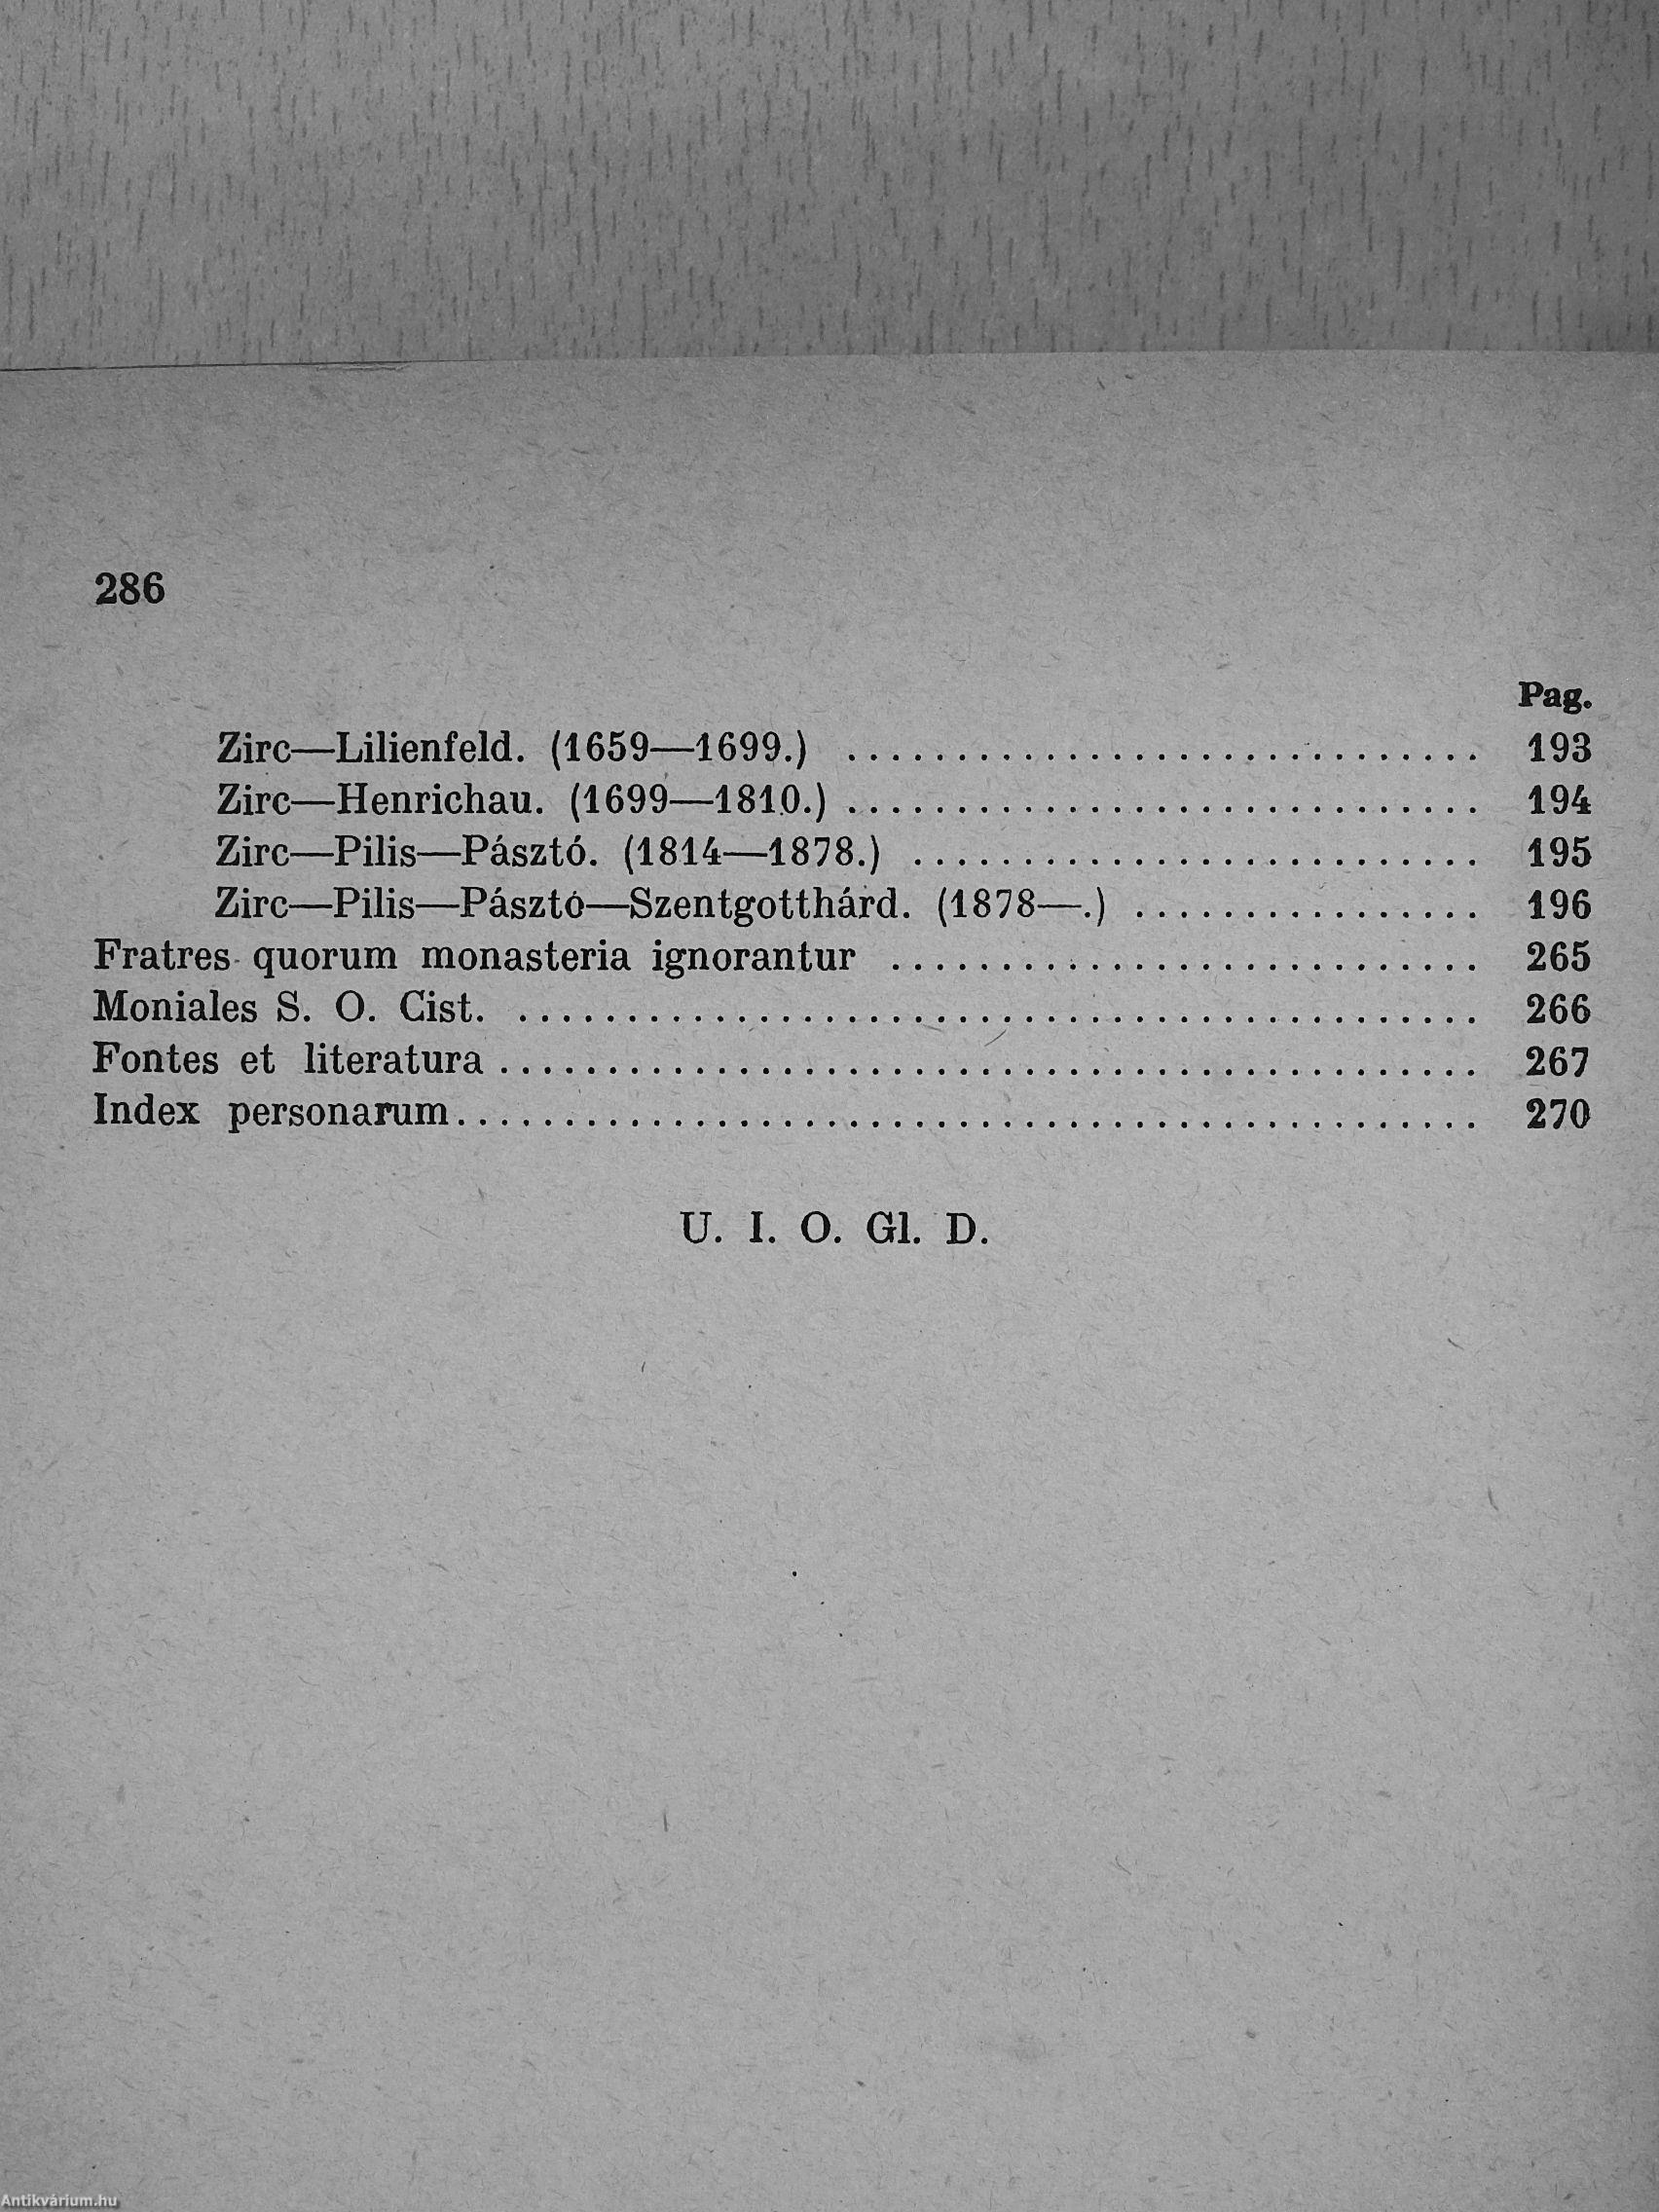 286
Pag.
Zirc—Lilienfeld. (1659—1699.) ............................. 193
Zirc—Henrichau. (1699—1810.) ............................. 194
Zirc—Pilis—Pásztó. (1814—1878.) .......................... 195
Zirc—Pilis—Pásztó—Szentgotthárd. (1878—.) ................ 196
Fratres quorum monasteria ignorantur ........................... 265
Moniales S. O. Cist. ............................................ 266
Fontes et literatura ............................................. 267
Index personarum ............................................... 270
U. I. O. Gl. D.
Antikvárium.hu